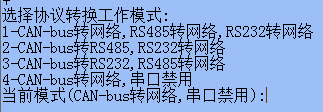 选择协议转换工作模式:
1-CAN-bus转网络,RS485转网络,RS232转网络
2-CAN-bus转RS485,RS232转网络
3-CAN-bus转RS232,RS485转网络
4-CAN-bus转网络,串口禁用
当前模式(CAN-bus转网络,串口禁用):